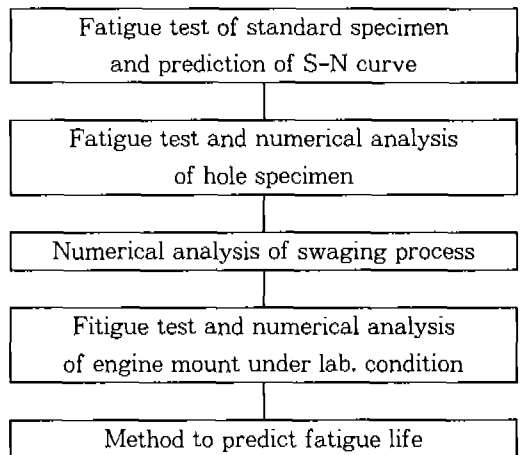 Fatigue test of standard specimen
and prediction of S-N curve
Fatigue test and numerical analysis
of hole specimen
Numerical analysis of swaging process
Fitigue test and numerical analysis
of engine mount under lab. condition
Method to predict fatigue life